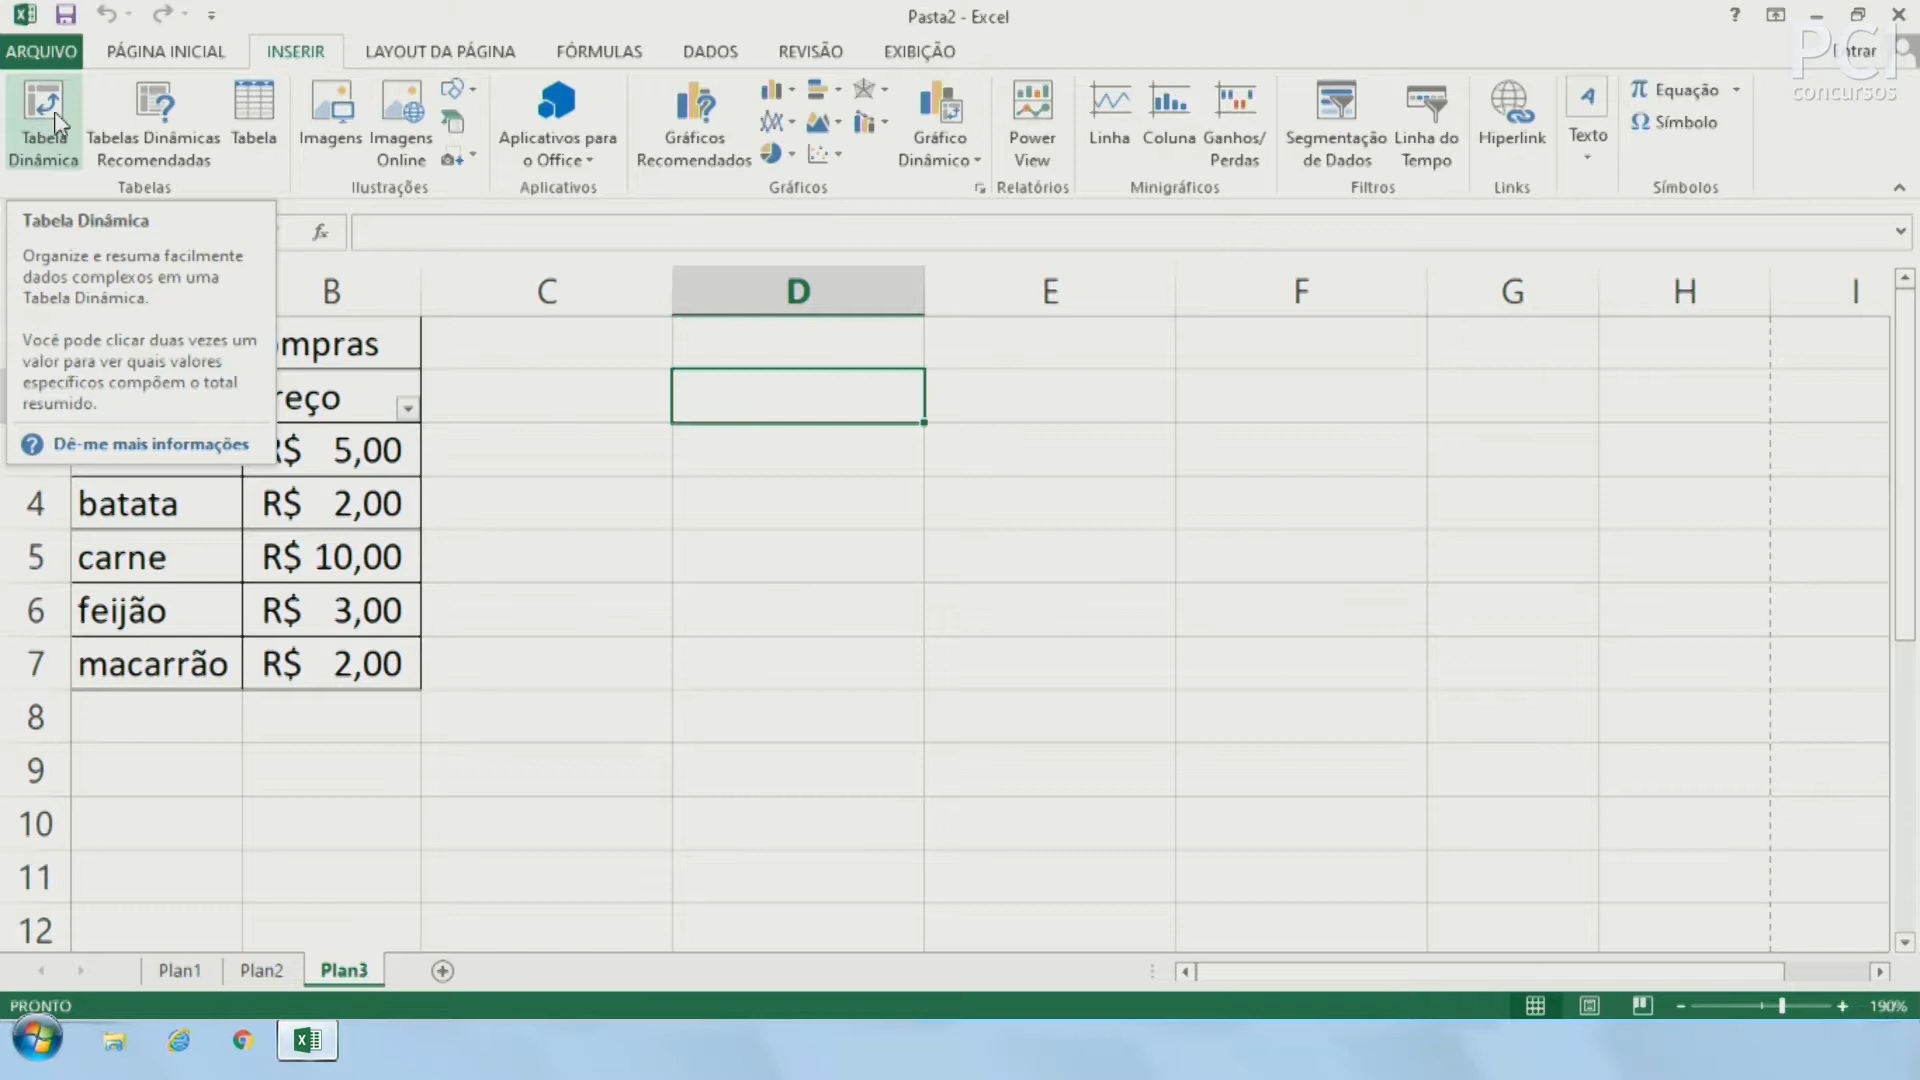 Pasta2 - Excel
?
PCI
concursos
ARQUIVO PÁGINA INICIAL INSERIR LAYOUT DA PÁGINA FÓRMULAS DADOS REVISÃO EXIBIÇÃO Entrar
Tabela Dinâmica
Tabelas Dinâmicas Recomendadas
Tabela
Imagens
Imagens Online
Aplicativos para o Office
Gráficos Recomendados
Gráfico Dinâmico
Power View
Linha
Coluna
Ganhos/ Perdas
Segmentação de Dados
Linha do Tempo
Hiperlink
A
Texto
π Equação
Ω Símbolo
Tabelas Ilustrações Aplicativos Gráficos Relatórios Minigráficos Filtros Links Símbolos
fx
Tabela Dinâmica
Organize e resuma facilmente
dados complexos em uma
Tabela Dinâmica.
Você pode clicar duas vezes um
valor para ver quais valores
específicos compõem o total
resumido.
? Dê-me mais informações
B C D E F G H I
ompras
reço
R$ 5,00
4 batata R$ 2,00
5 carne R$ 10,00
6 feijão R$ 3,00
7 macarrão R$ 2,00
8
9
10
11
12
Plan1 Plan2 Plan3
PRONTO
190%